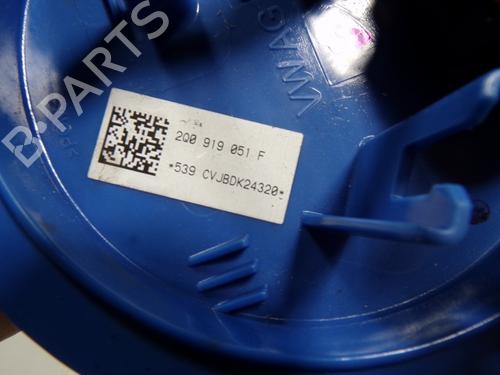 B-PARTS
VWAG
2Q0 919 051 F
*539 CVJBDK24320*